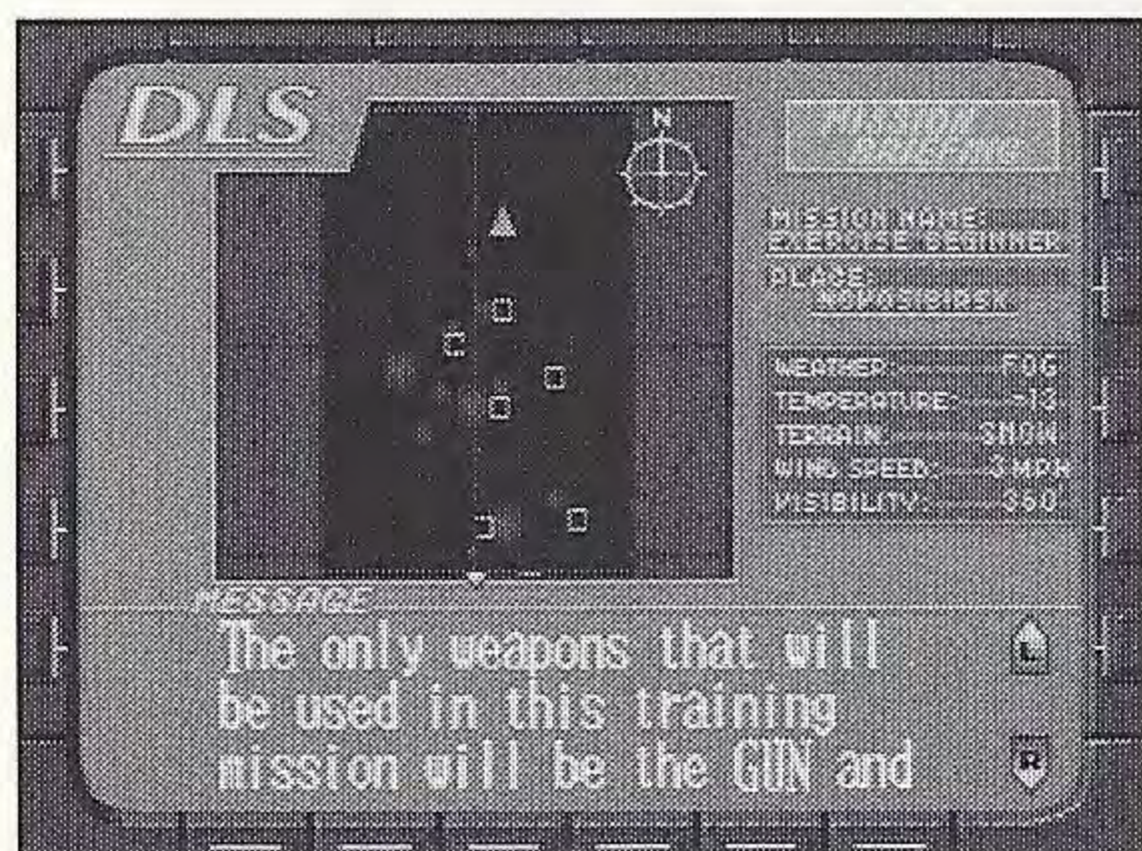 DLS
N
MISSION
BRIEFING
MISSION NAME:
EXERCISE BEGINNER
PLACE:
NOVASIBIRSK
WEATHER: FOG
TEMPERATURE: -13
TERRAIN: SNOW
WIND SPEED: 3MPH
VISIBILITY: 360
MESSAGE
The only weapons that will
be used in this training
mission will be the GUN and
L
R